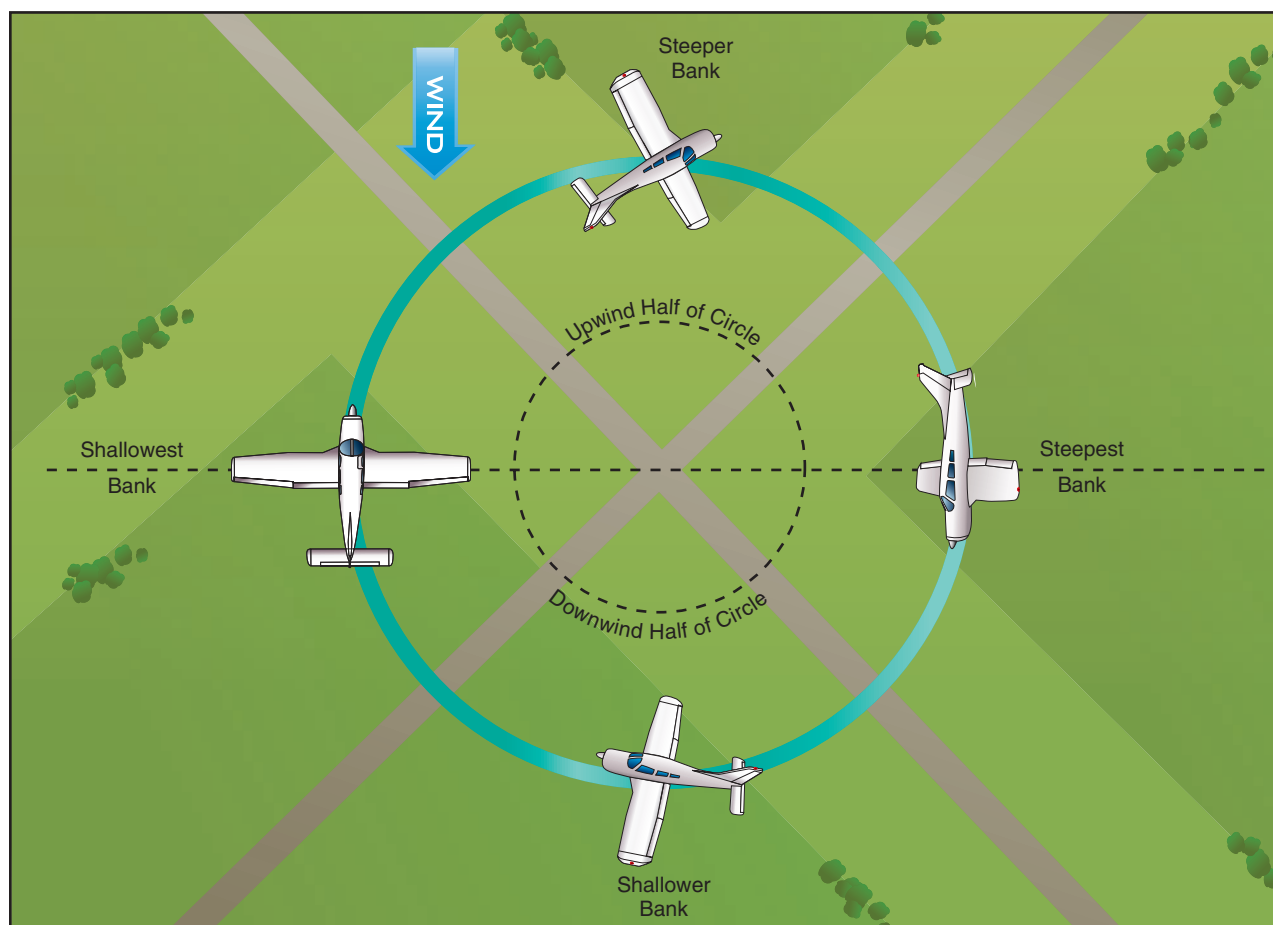 Steeper
Bank
WIND
Upwind Half of Circle
Shallowest
Bank
Steepest
Bank
Downwind Half of Circle
Shallower
Bank